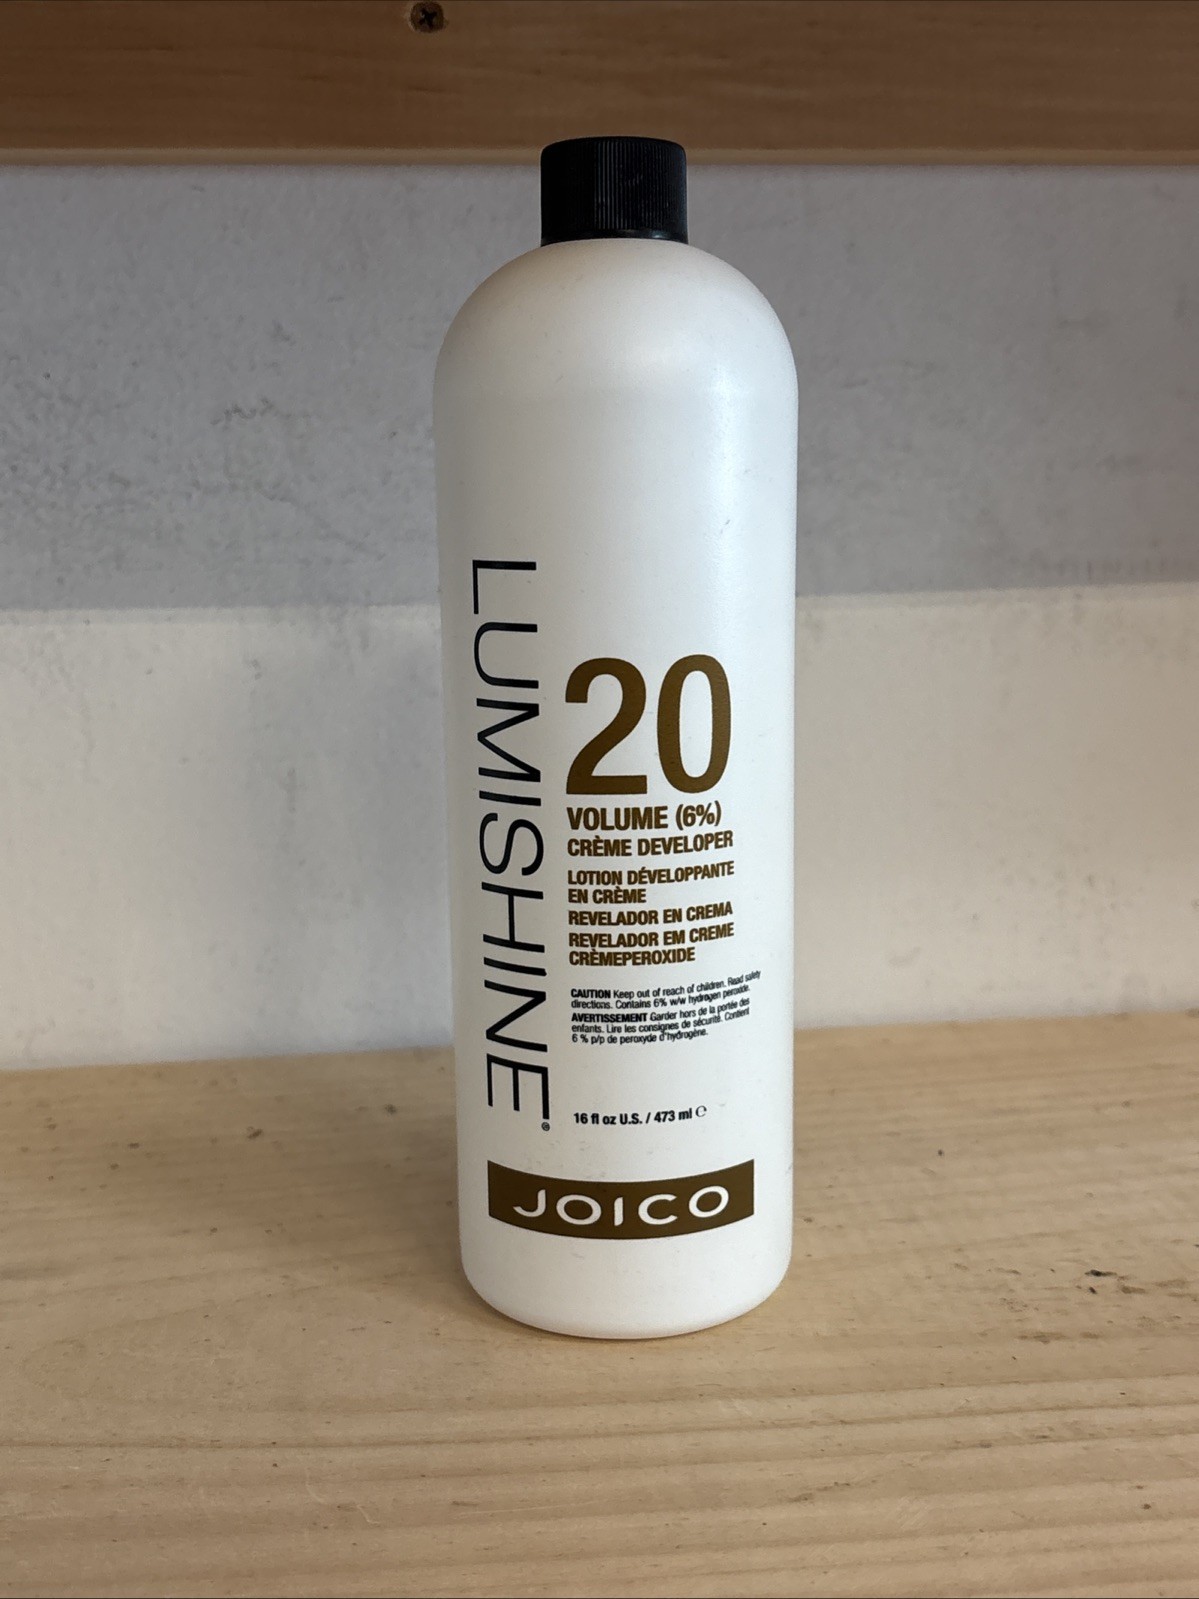 LUMISHINE®
20
VOLUME (6%)
CRÈME DEVELOPER
LOTION DÉVELOPPANTE
EN CRÈME
REVELADOR EN CREMA
REVELADOR EM CREME
CRÈMEPEROXIDE
CAUTION Keep out of reach of children. Read safety
directions. Contains 6% w/w hydrogen peroxide.
AVERTISSEMENT Garder hors de la portée des
enfants. Lire les consignes de sécurité. Contient
6 % p/p de peroxyde d'hydrogène.
16 fl oz U.S. / 473 ml ℮
JOICO